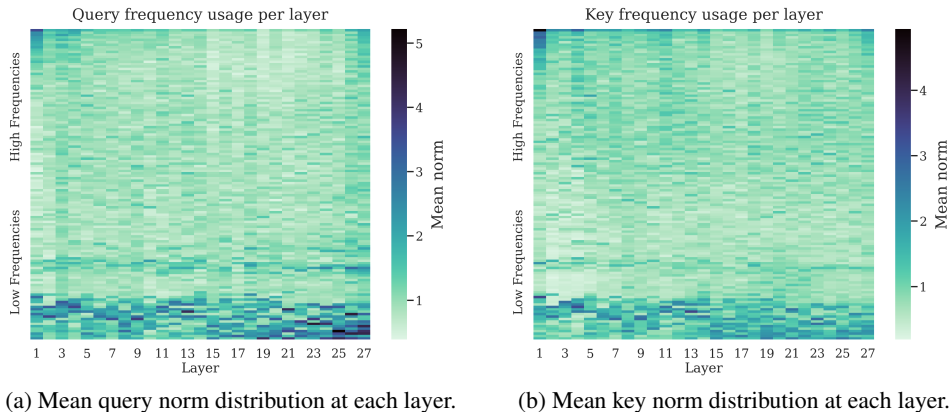 Query frequency usage per layer
High Frequencies
Low Frequencies
1 3 5 7 9 11 13 15 17 19 21 23 25 27
Layer
5
4
3
2
1
Mean norm
(a) Mean query norm distribution at each layer.
Key frequency usage per layer
High Frequencies
Low Frequencies
1 3 5 7 9 11 13 15 17 19 21 23 25 27
Layer
4
3
2
1
Mean norm
(b) Mean key norm distribution at each layer.